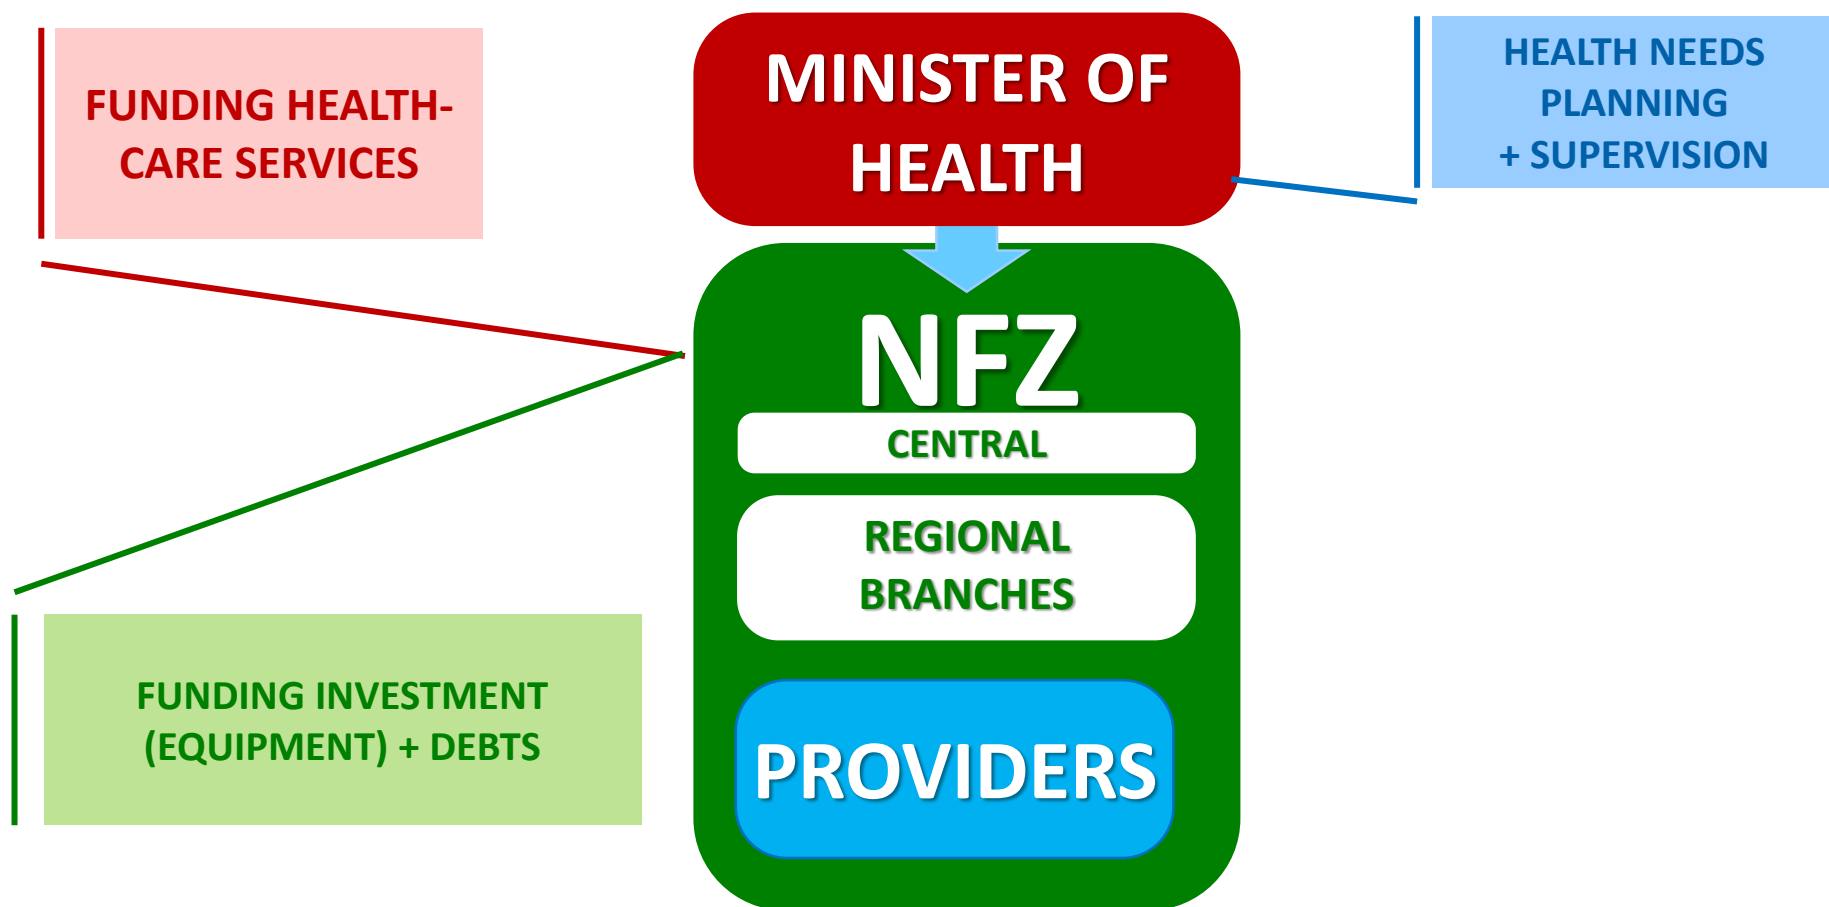 FUNDING HEALTH-
CARE SERVICES
MINISTER OF
HEALTH
HEALTH NEEDS
PLANNING
+ SUPERVISION
NFZ
CENTRAL
REGIONAL
BRANCHES
FUNDING INVESTMENT
(EQUIPMENT) + DEBTS
PROVIDERS